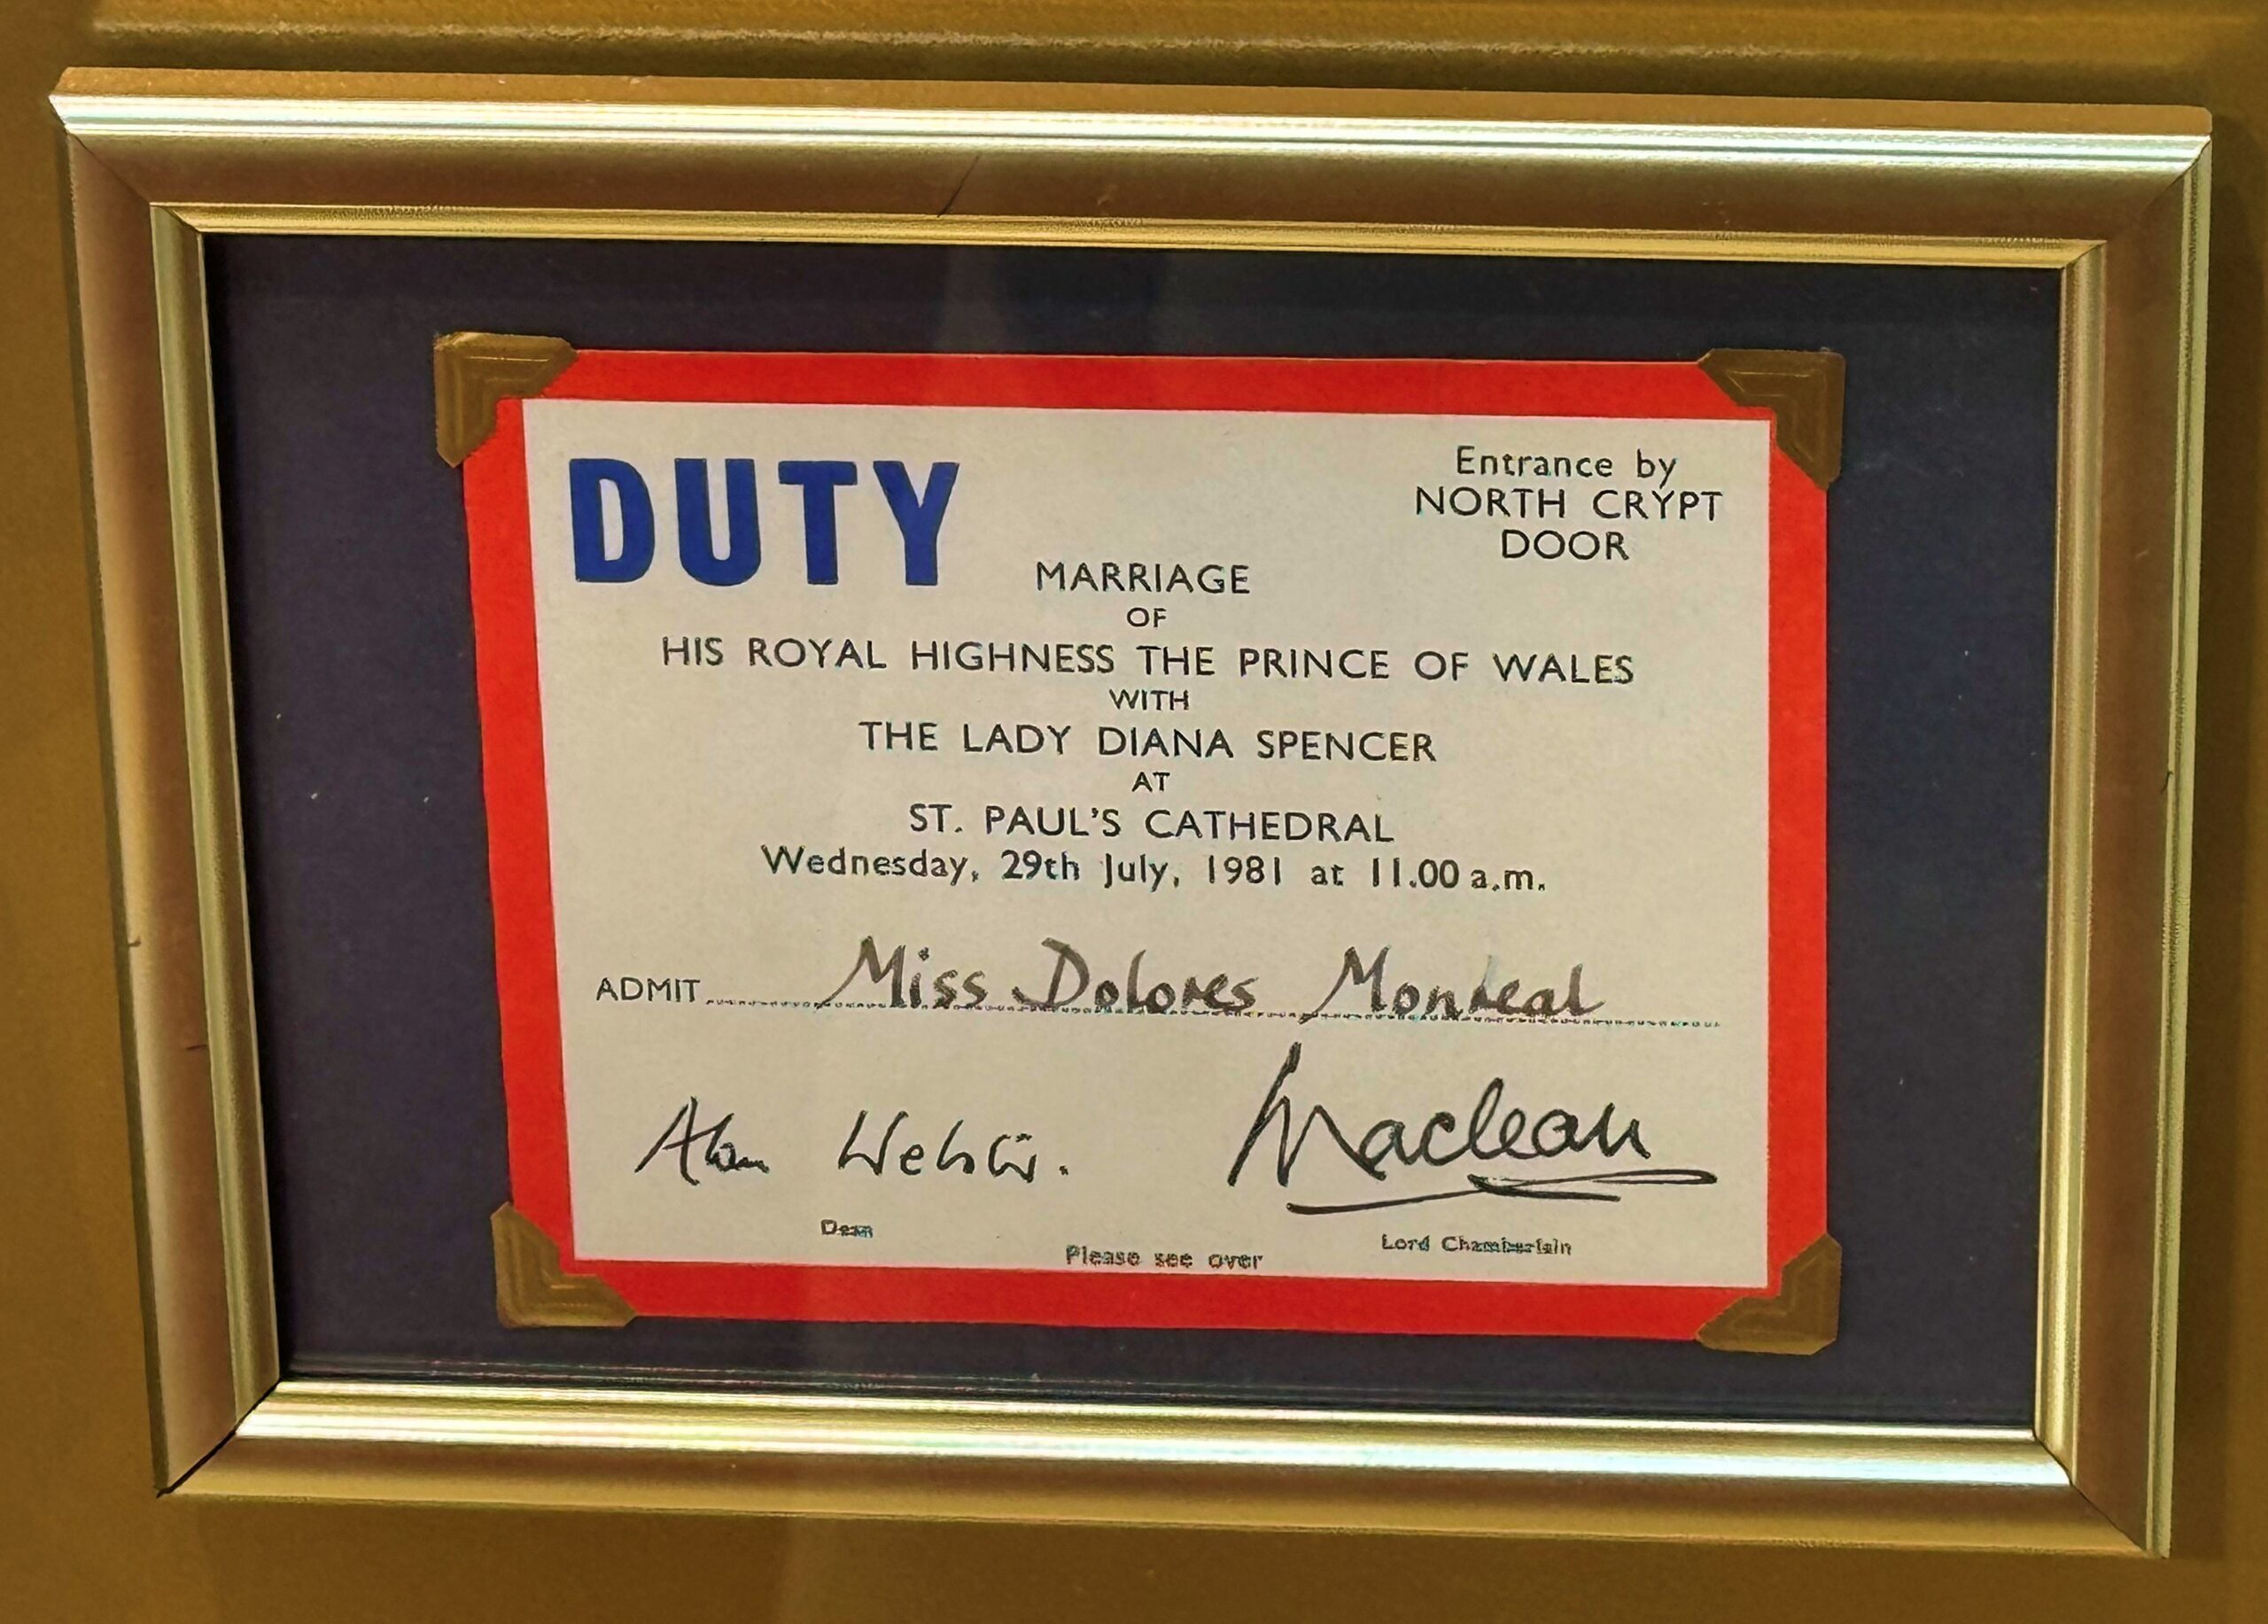 DUTY
Entrance by
NORTH CRYPT
DOOR
MARRIAGE
OF
HIS ROYAL HIGHNESS THE PRINCE OF WALES
WITH
THE LADY DIANA SPENCER
AT
ST. PAUL'S CATHEDRAL
Wednesday, 29th July, 1981 at 11.00 a.m.
ADMIT Miss Dolores Monreal
Alan Webster.
Maclean
Dean
Lord Chamberlain
Please see over